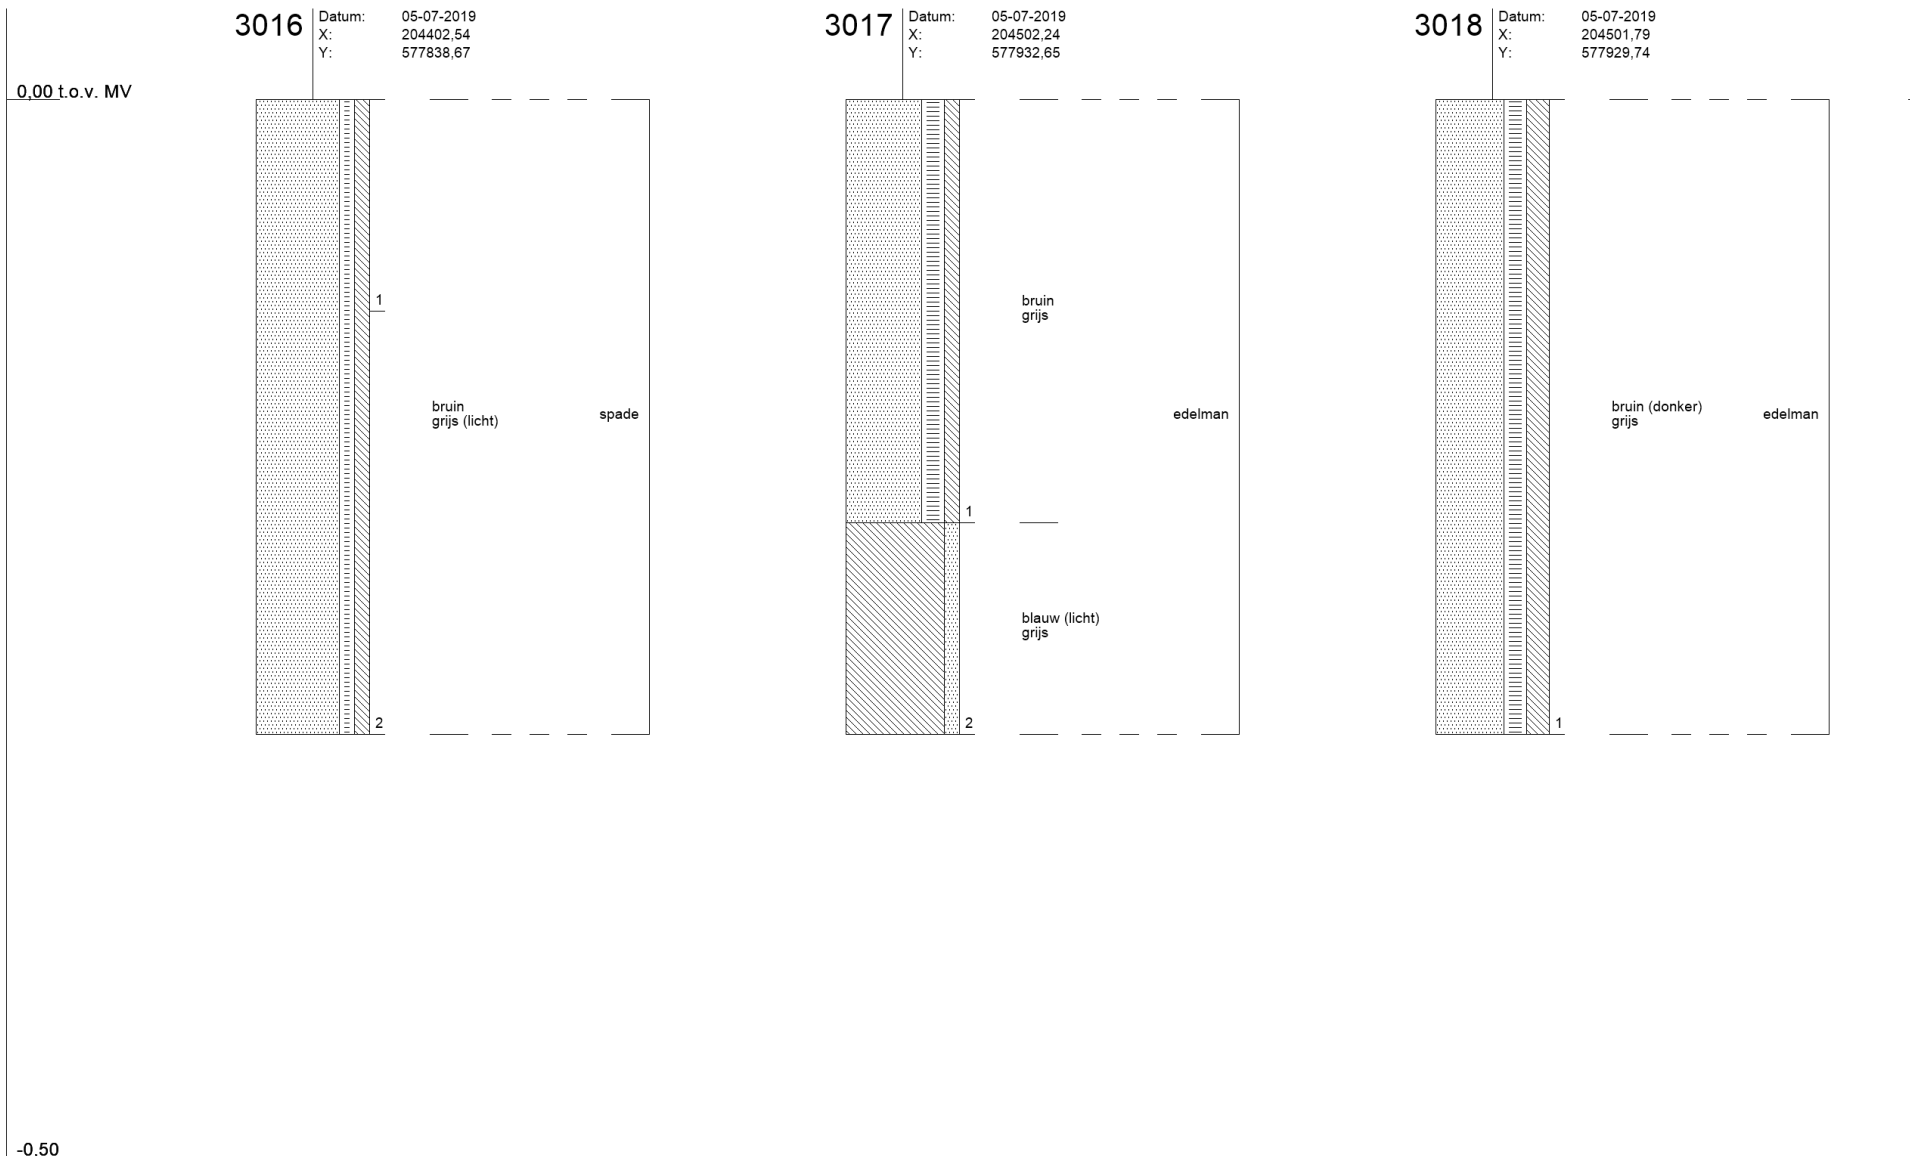 3016
Datum: 05-07-2019
X: 204402,54
Y: 577838,67
3017
Datum: 05-07-2019
X: 204502,24
Y: 577932,65
3018
Datum: 05-07-2019
X: 204501,79
Y: 577929,74
0,00 t.o.v. MV
1
bruin
grijs (licht)
spade
2
bruin
grijs
edelman
1
blauw (licht)
grijs
2
bruin (donker)
grijs
edelman
1
-0.50